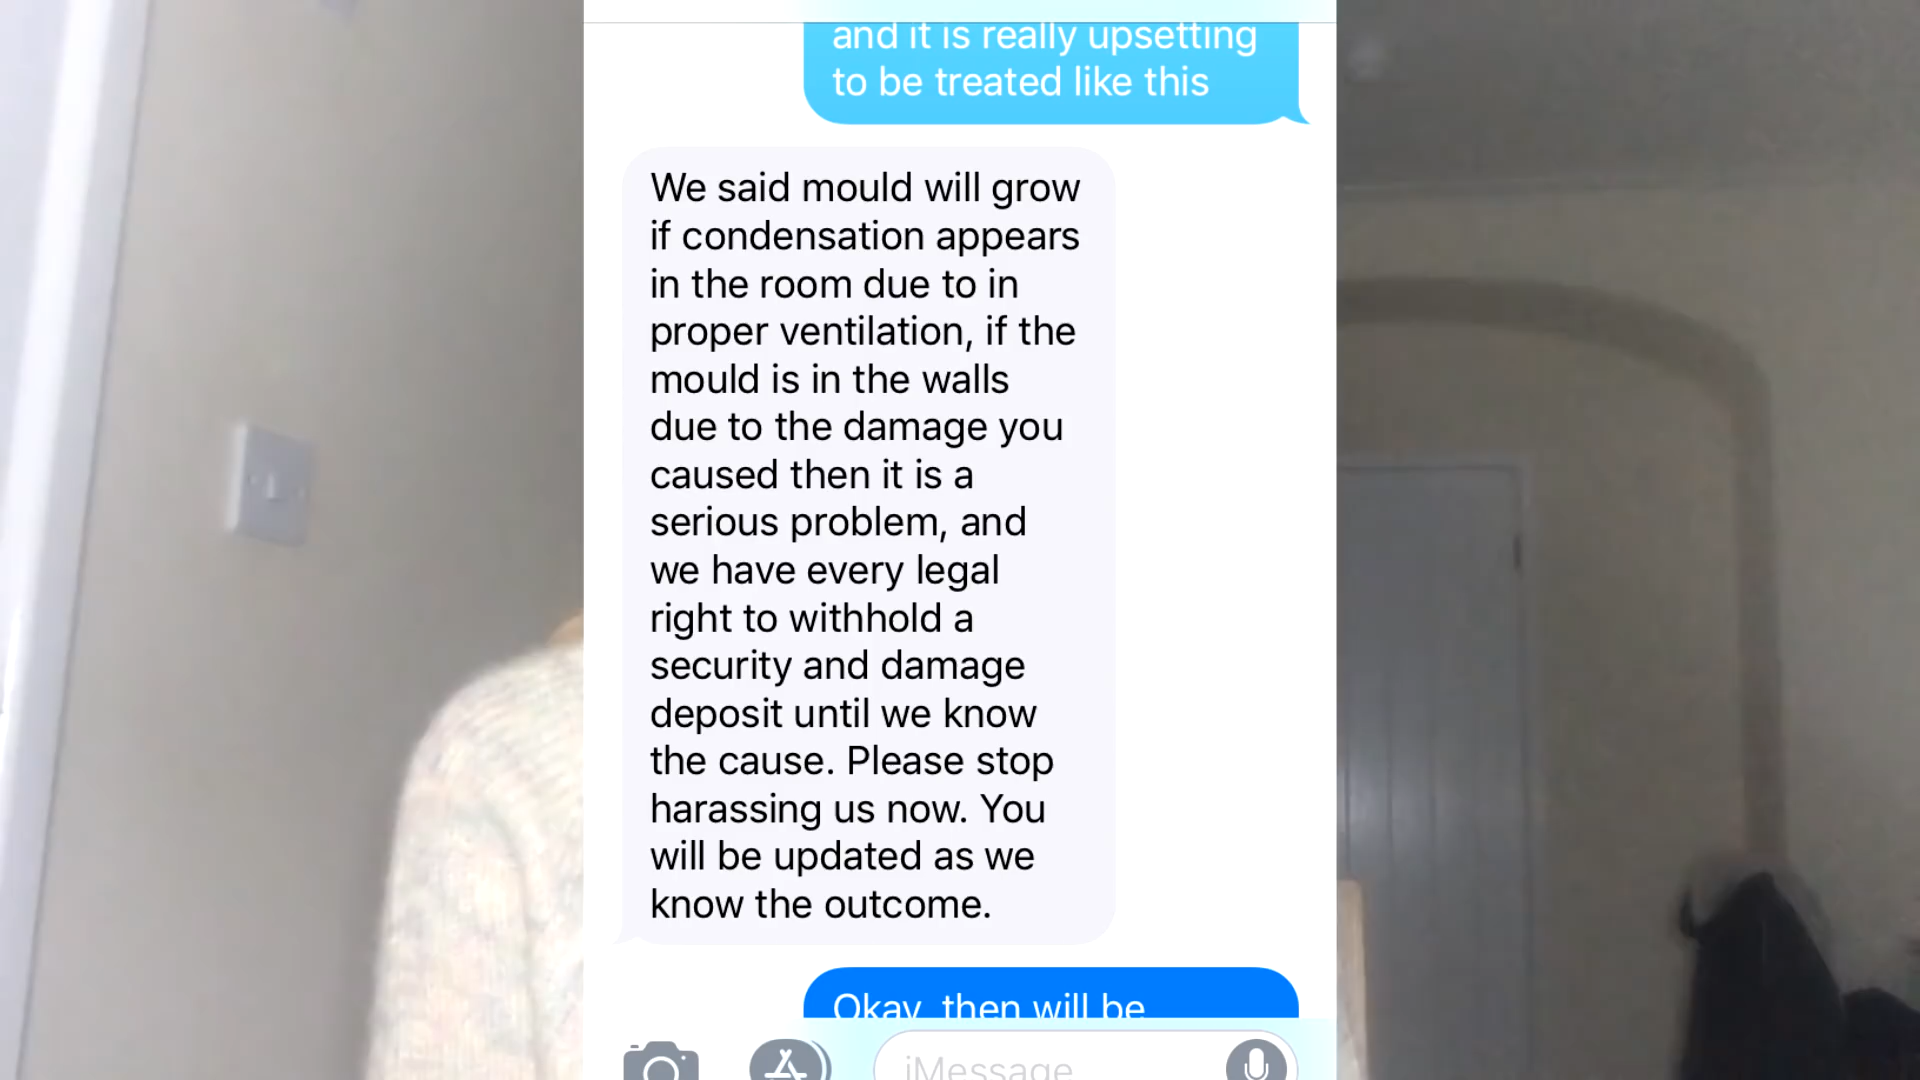 and it is really upsetting
to be treated like this
We said mould will grow
if condensation appears
in the room due to in
proper ventilation, if the
mould is in the walls
due to the damage you
caused then it is a
serious problem, and
we have every legal
right to withhold a
security and damage
deposit until we know
the cause. Please stop
harassing us now. You
will be updated as we
know the outcome.
Okay, then will be
iMessage